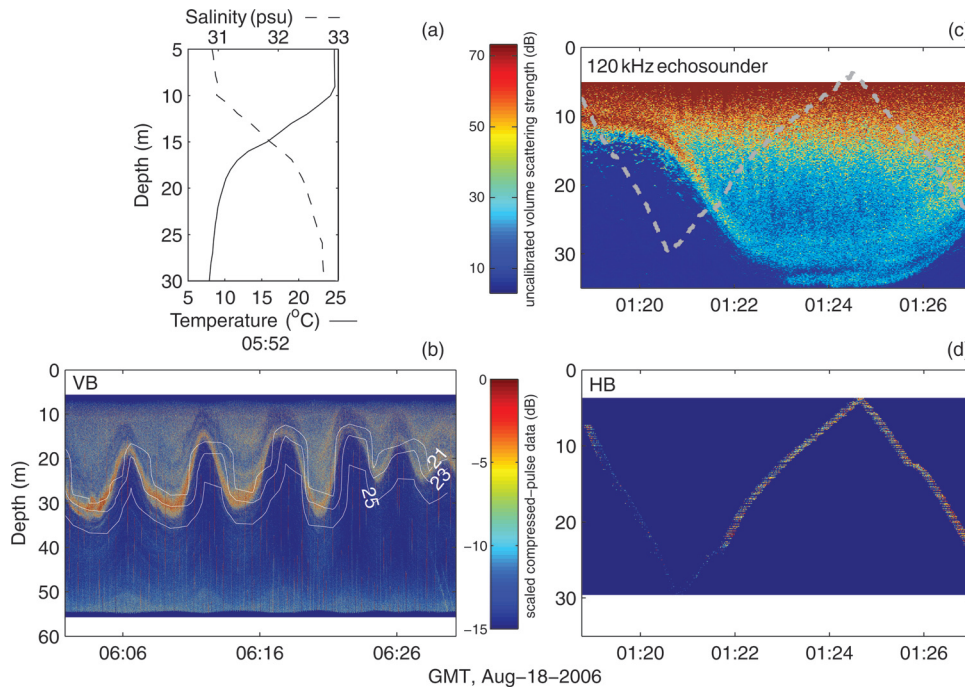 Salinity (psu) – –
31 32 33
(a)
5
10
15
20
25
30
Depth (m)
5 10 15 20 25
Temperature (°C) —
05:52
70
50
30
10
uncalibrated volume scattering strength (dB)
(c)
120 kHz echosounder
0
10
20
30
01:20 01:22 01:24 01:26
(b)
VB
0
10
20
30
40
50
60
Depth (m)
21
23
25
06:06 06:16 06:26
0
−5
−10
−15
scaled compressed−pulse data (dB)
(d)
HB
0
10
20
30
01:20 01:22 01:24 01:26
GMT, Aug−18−2006